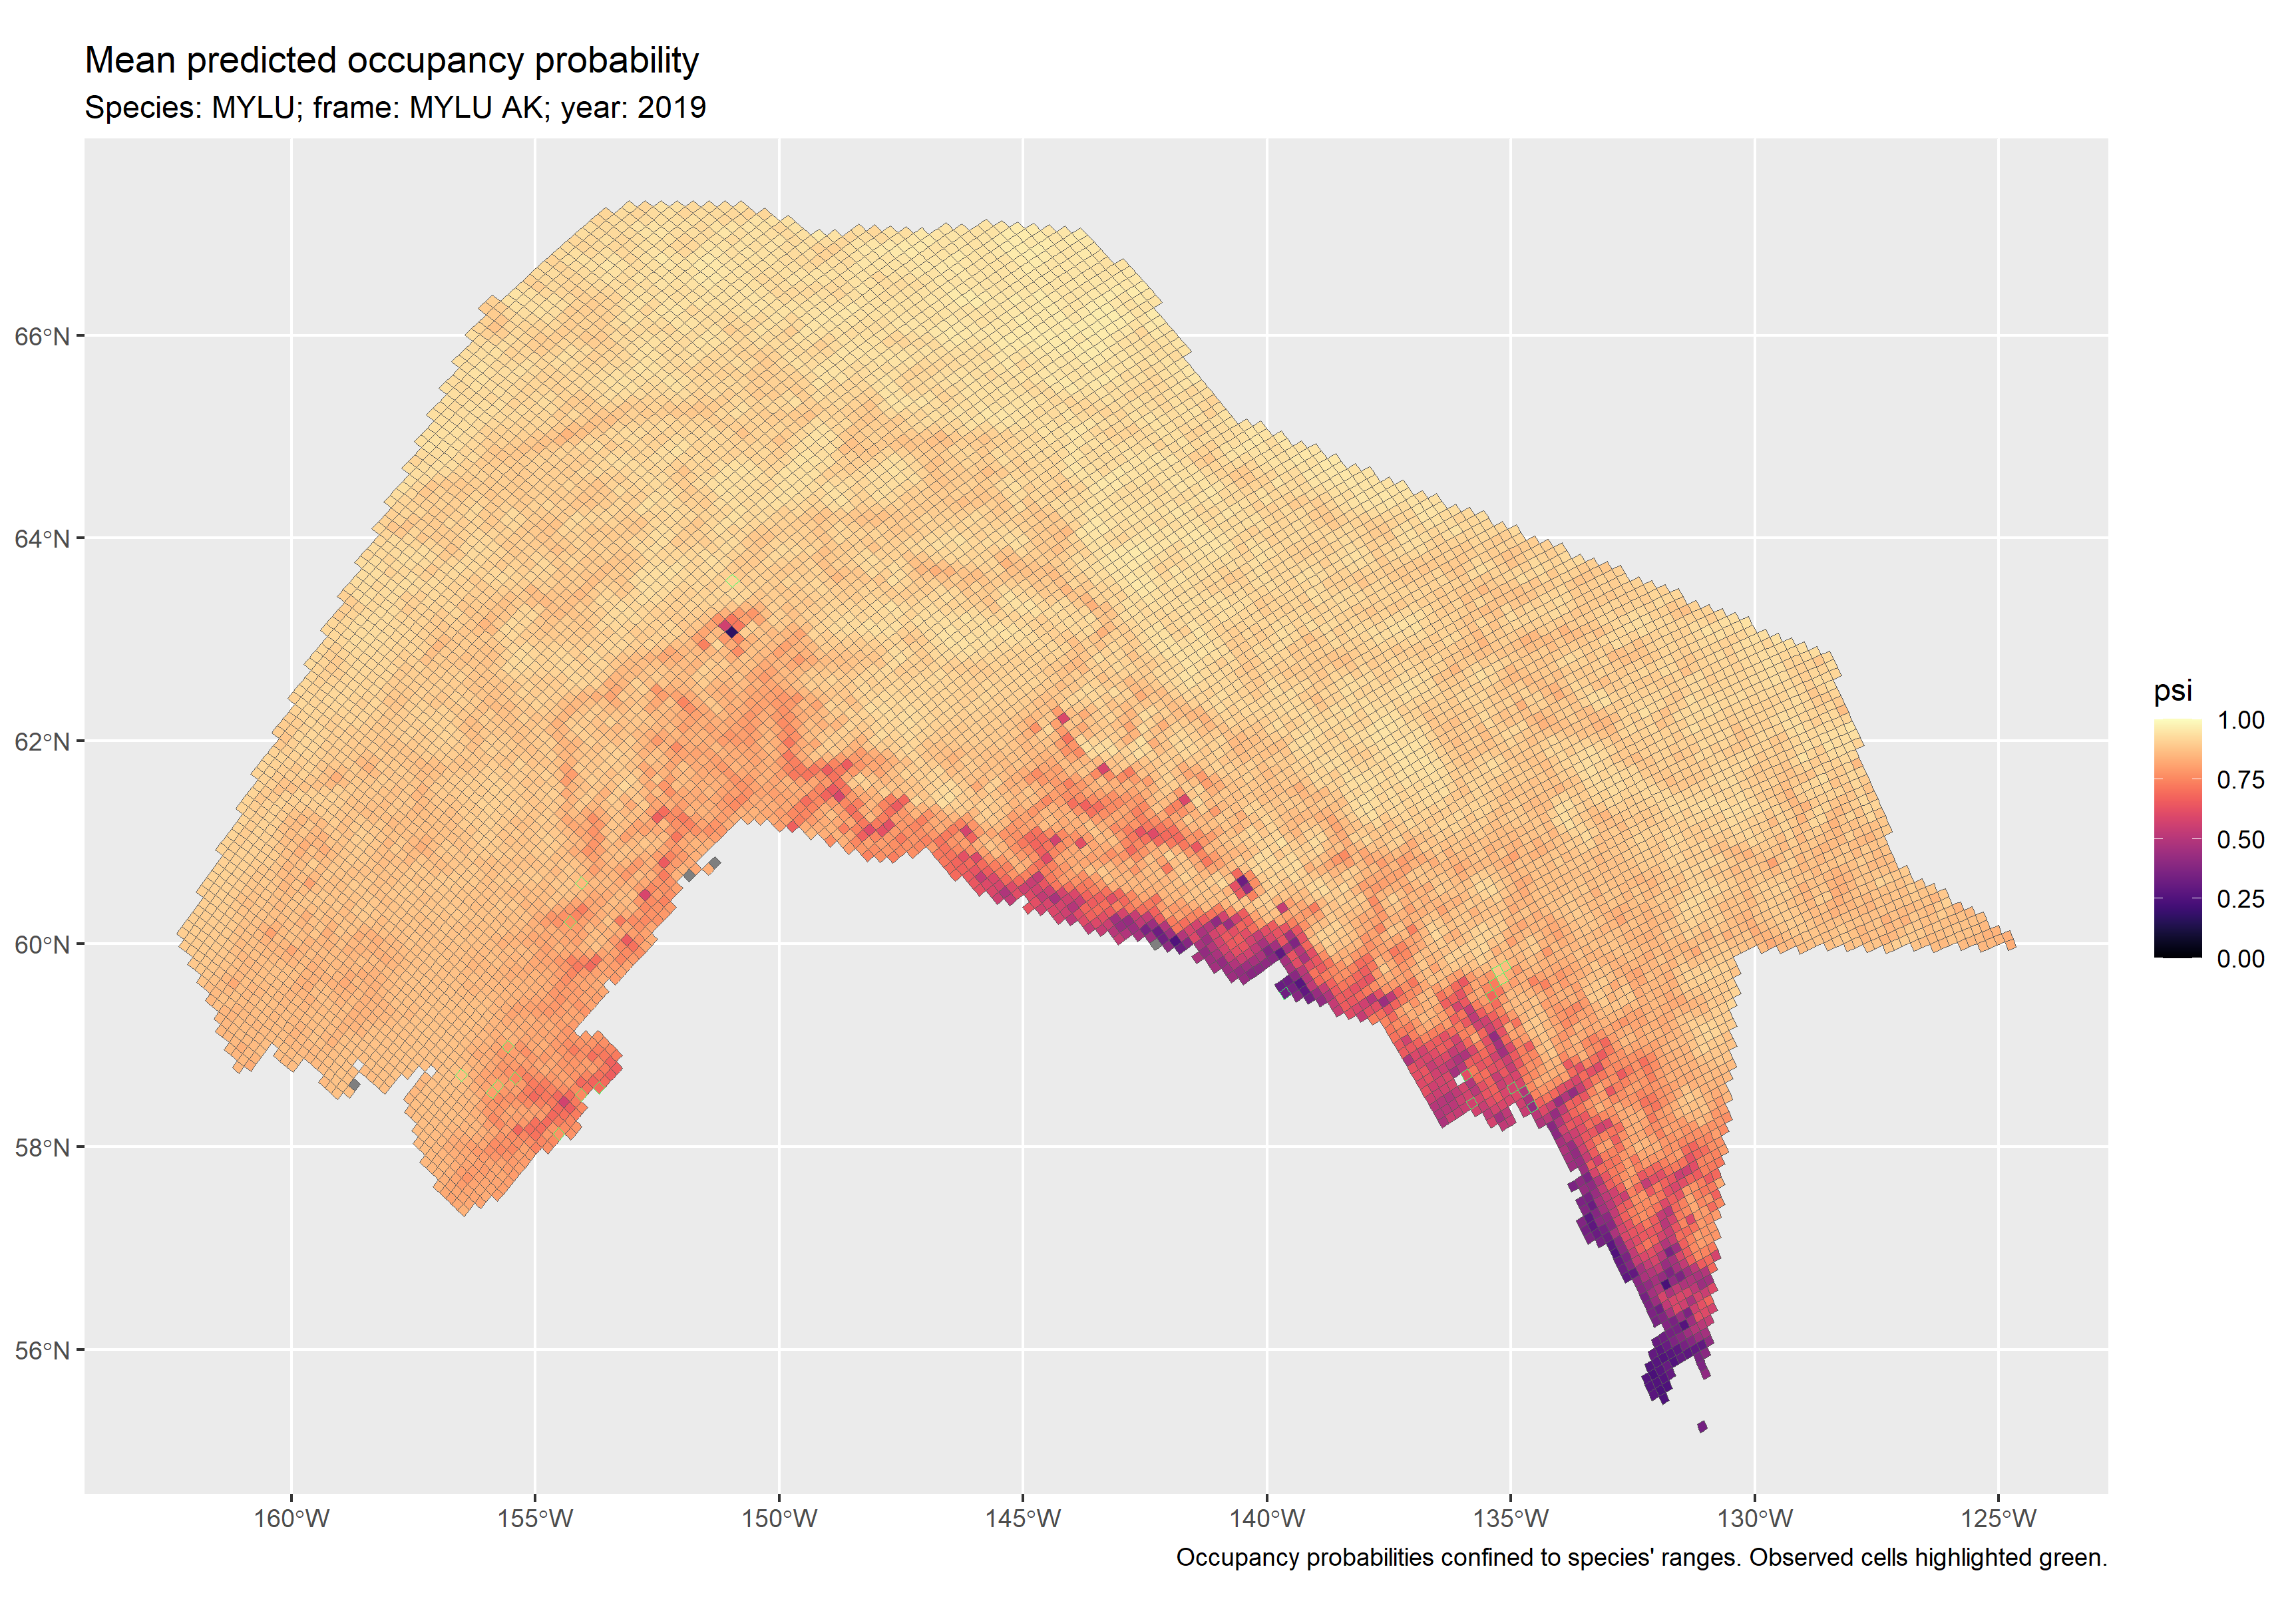 Mean predicted occupancy probability
Species: MYLU; frame: MYLU AK; year: 2019
66°N
64°N
62°N
60°N
58°N
56°N
160°W
155°W
150°W
145°W
140°W
135°W
130°W
125°W
psi
1.00
0.75
0.50
0.25
0.00
Occupancy probabilities confined to species' ranges. Observed cells highlighted green.